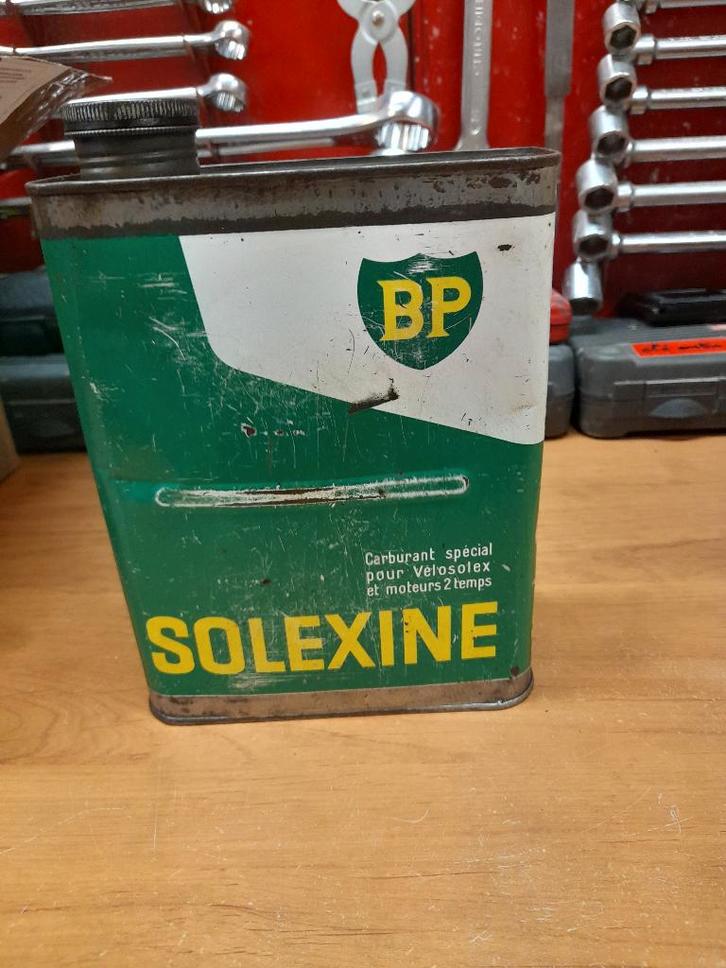 BP
Carburant spécial
pour Vélosolex
et moteurs 2 temps
SOLEXINE